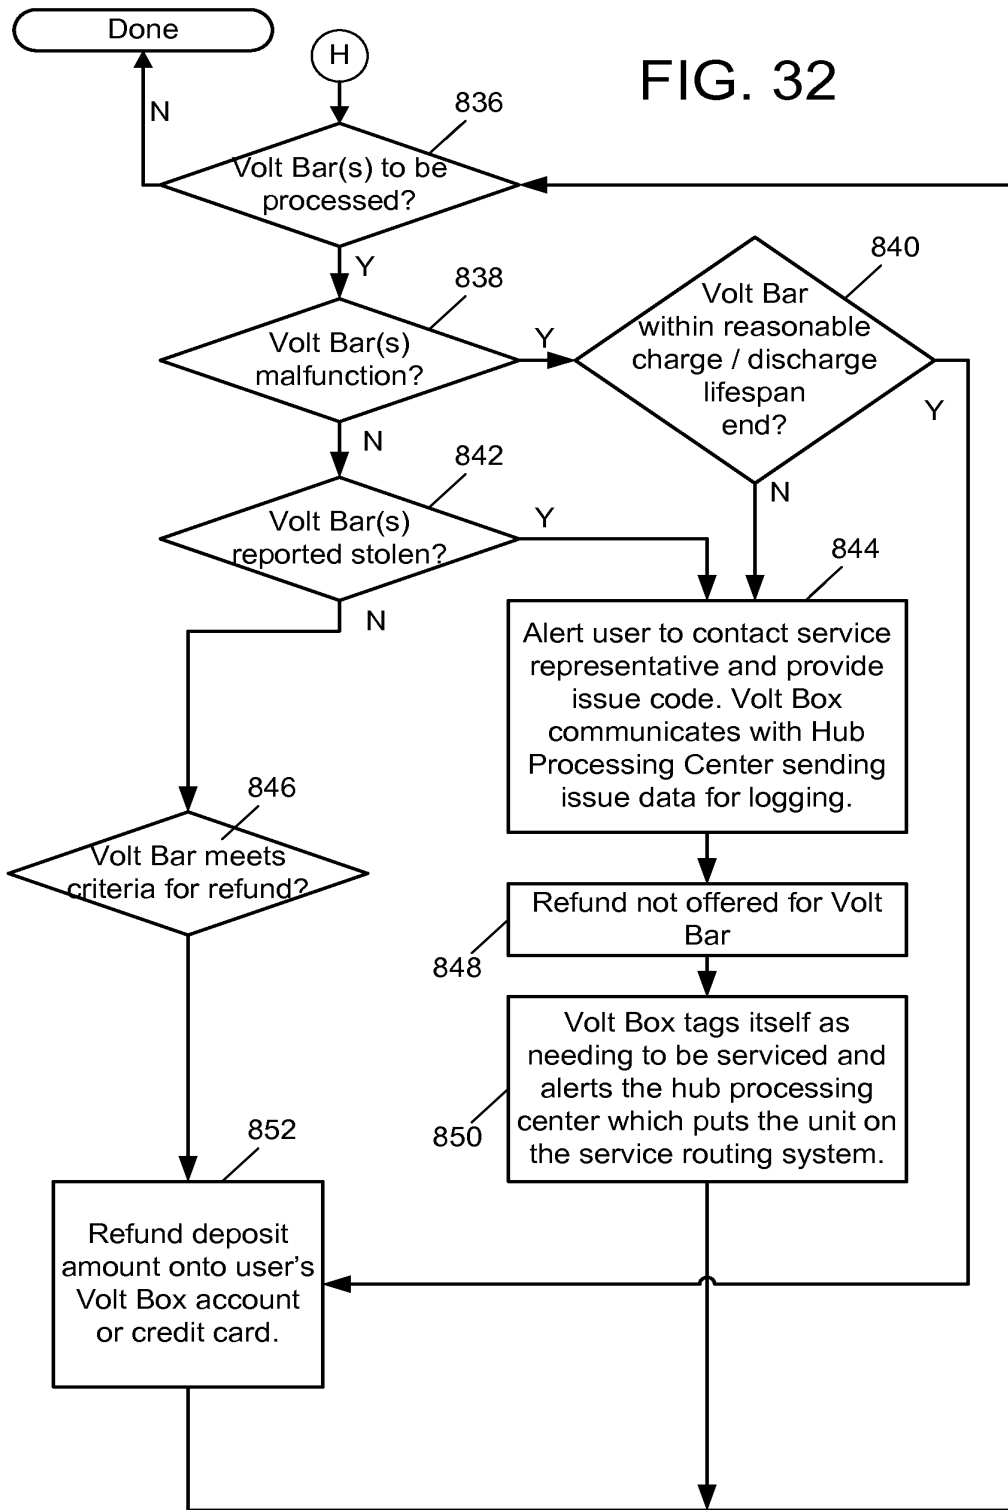 Done
H
FIG. 32
N
836
Volt Bar(s) to be
processed?
Y
838
840
Volt Bar(s)
malfunction?
Y
Volt Bar
within reasonable
charge / discharge
lifespan
end?
Y
N
N
842
Volt Bar(s)
reported stolen?
Y
N
844
Alert user to contact service
representative and provide
issue code. Volt Box
communicates with Hub
Processing Center sending
issue data for logging.
846
Volt Bar meets
criteria for refund?
Refund not offered for Volt
Bar
848
Volt Box tags itself as
needing to be serviced and
alerts the hub processing
center which puts the unit on
the service routing system.
850
852
Refund deposit
amount onto user’s
Volt Box account
or credit card.